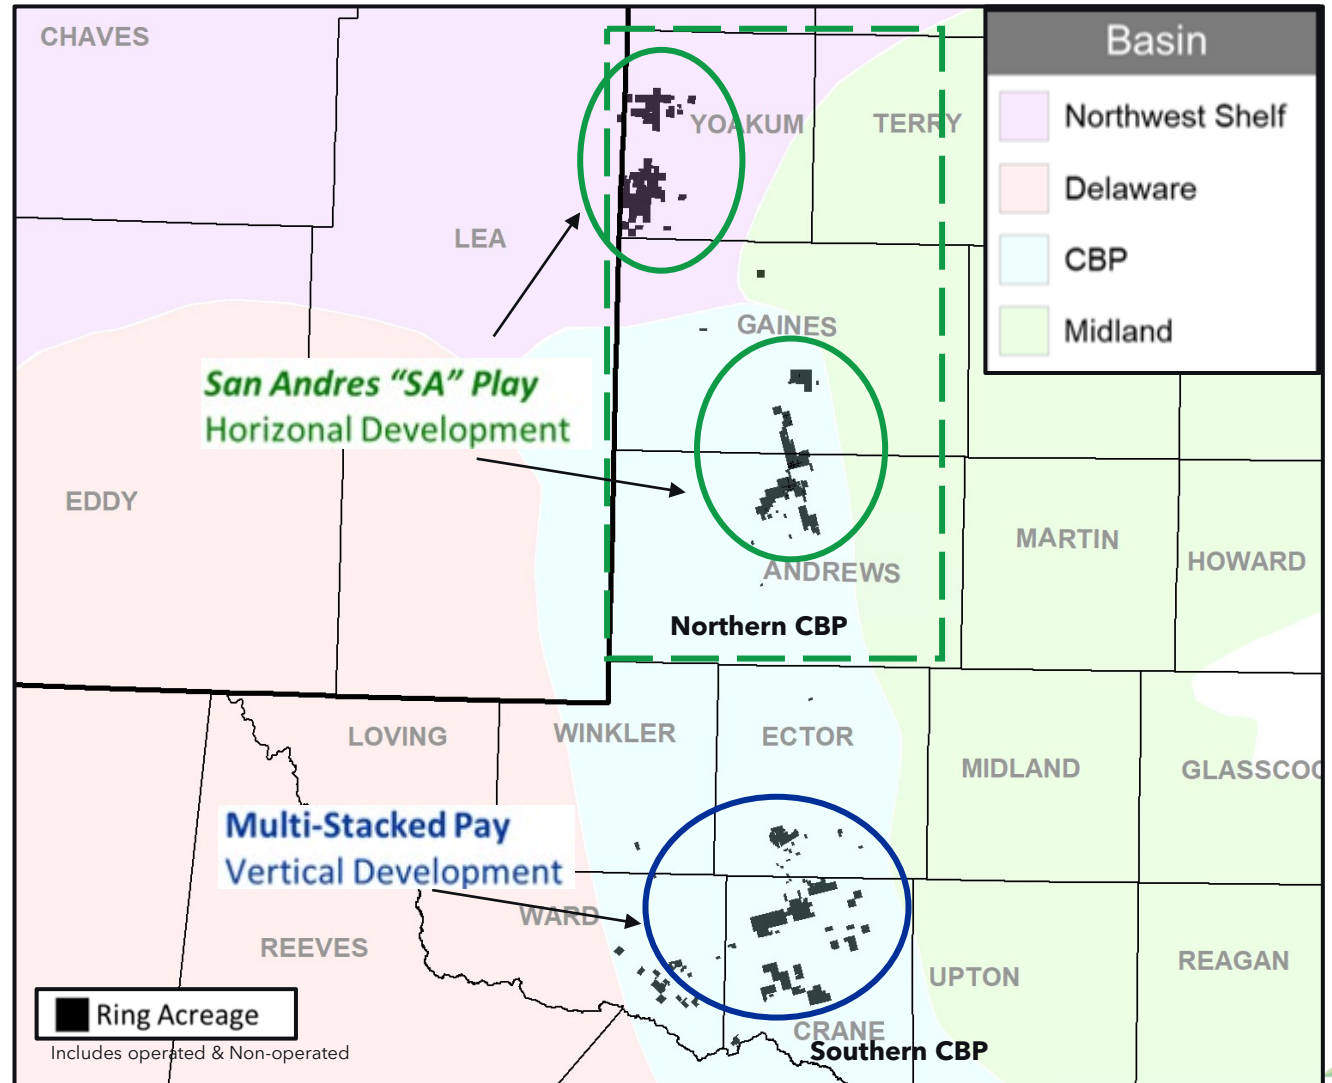 CHAVES
Basin
Northwest Shelf
Delaware
CBP
Midland
YOAKUM
TERRY
LEA
GAINES
San Andres “SA” Play
Horizonal Development
EDDY
MARTIN
HOWARD
ANDREWS
Northern CBP
LOVING
WINKLER
ECTOR
MIDLAND
GLASSCOC
Multi-Stacked Pay
Vertical Development
WARD
REEVES
UPTON
REAGAN
Ring Acreage
Includes operated & Non-operated
CRANE
Southern CBP